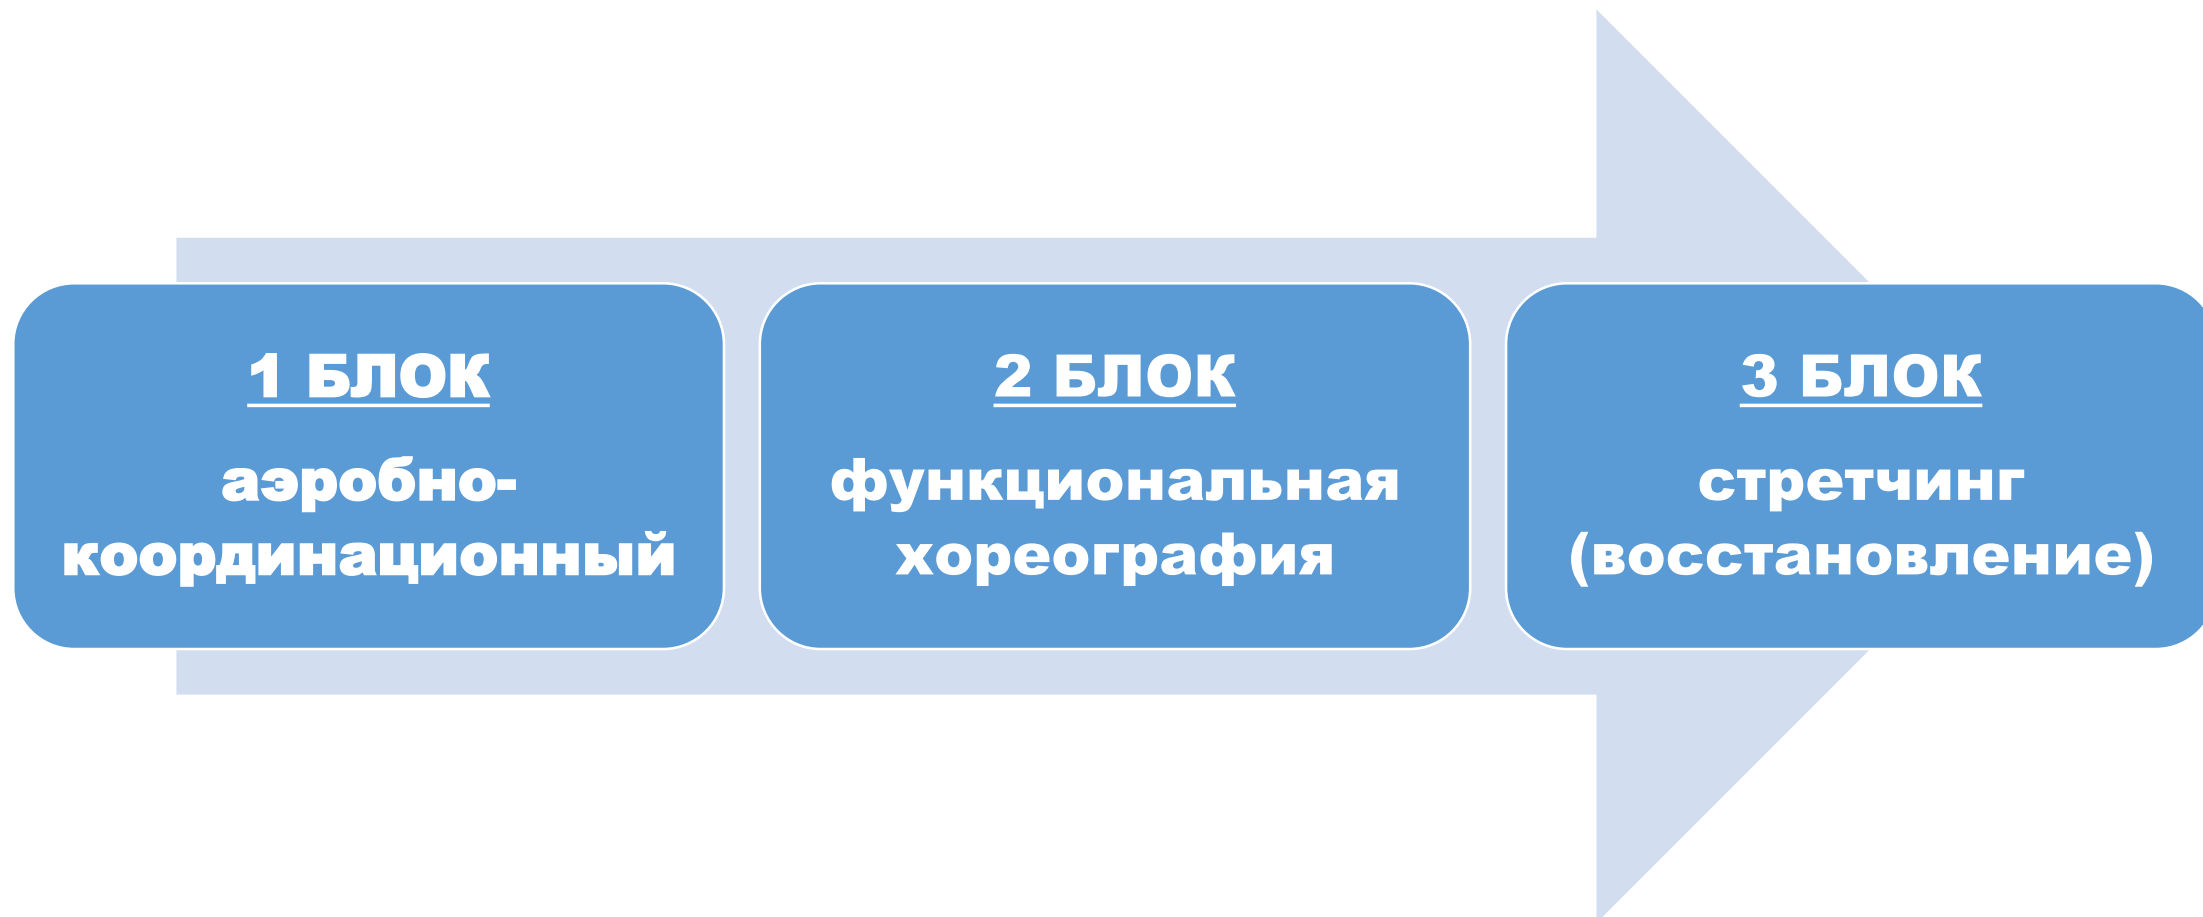 1 БЛОК
аэробно-
координационный
2 БЛОК
функциональная
хореография
3 БЛОК
стретчинг
(восстановление)